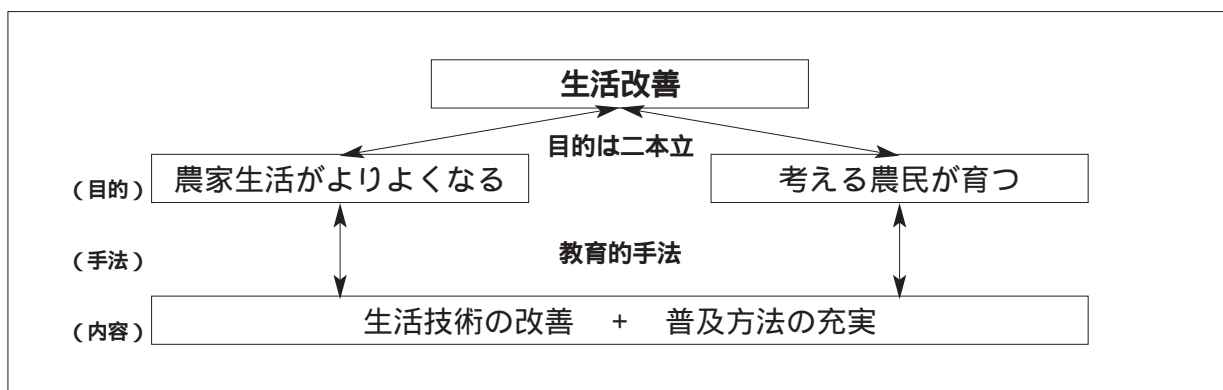 生活改善
目的は二本立
(目的) 農家生活がよりよくなる 考える農民が育つ
(手法) 教育的手法
(内容) 生活技術の改善 + 普及方法の充実